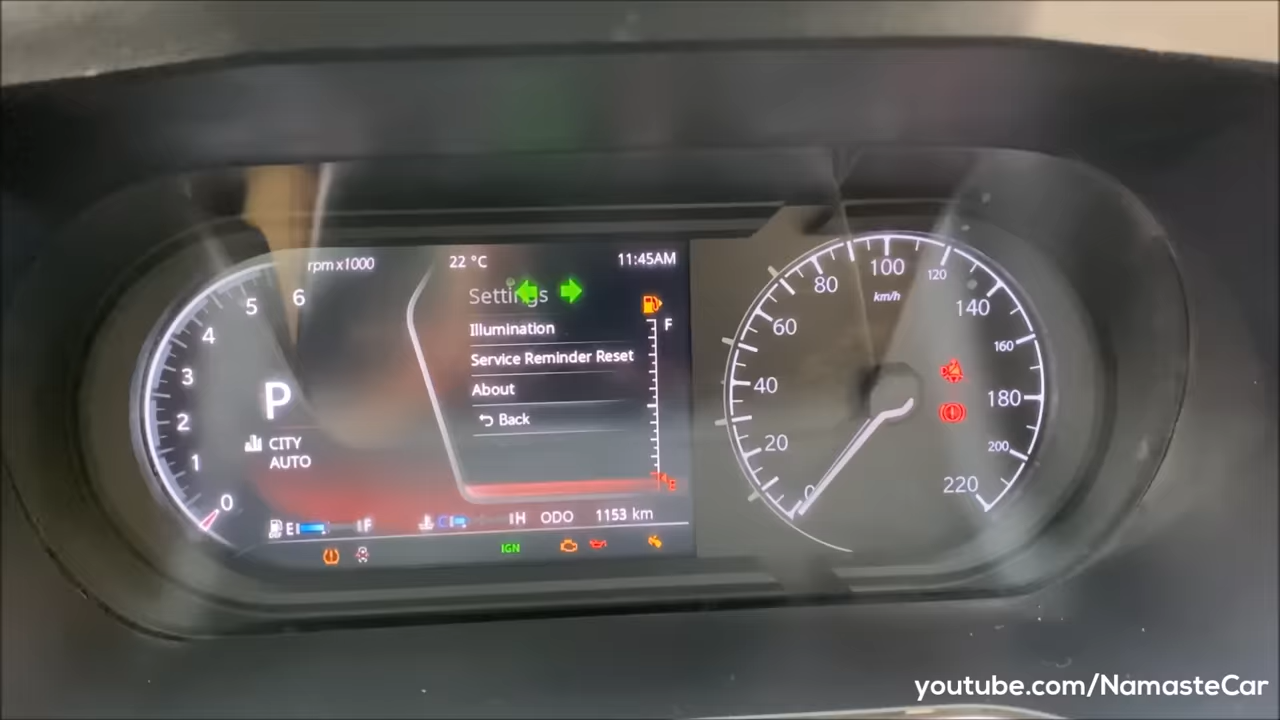 rpm x1000
22 °C
11:45AM
6
5
4
3
2
1
0
P
CITY
AUTO
Settings
Illumination
Service Reminder Reset
About
Back
F
E
E
F
C
H
ODO
1153 km
IGN
0
20
40
60
80
100
120
140
160
180
200
220
km/h
youtube.com/NamasteCar